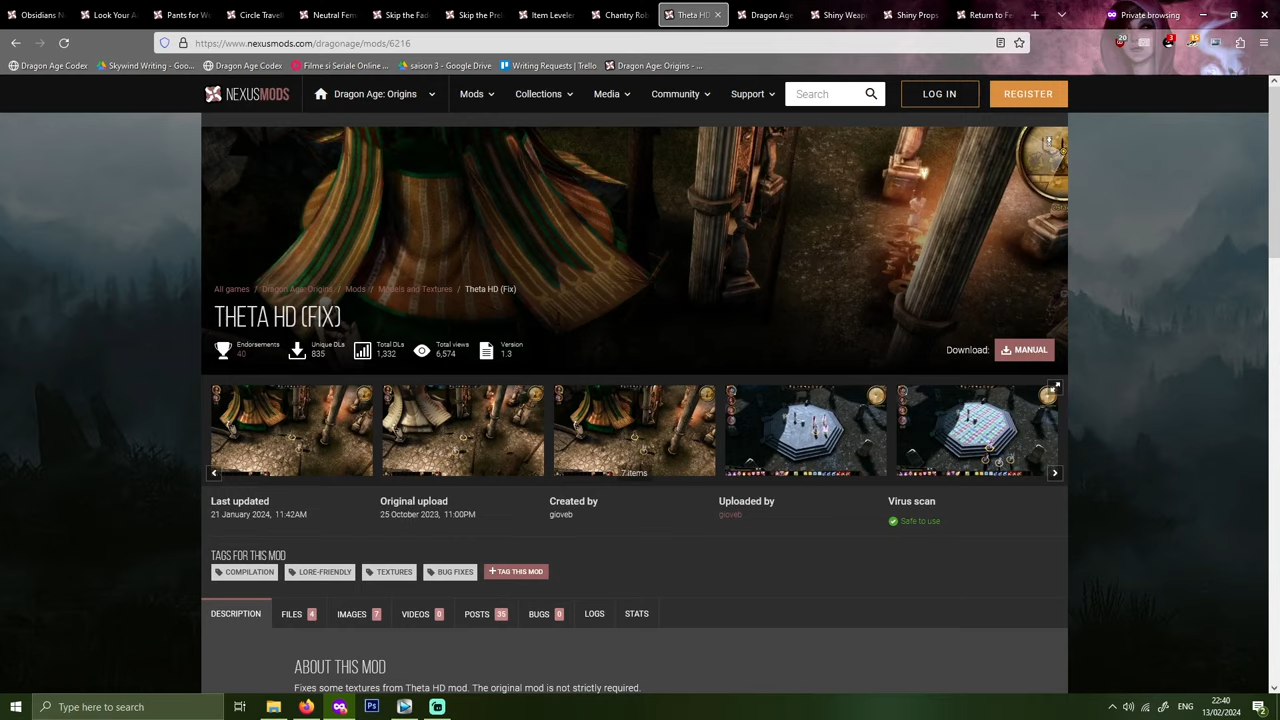 Obsidians N
Look Your A
Pants for W
Circle Travel
Neutral Fem
Skip the Fad
Skip the Prel
Item Leveler
Chantry Rob
Theta HD
Dragon Age
Shiny Weap
Shiny Props
Return to Fe
Private browsing
https://www.nexusmods.com/dragonage/mods/6216
20
3
15
Dragon Age Codex
Skywind Writing - Goo...
Dragon Age Codex
Filme si Seriale Online ...
saison 3 - Google Drive
Writing Requests | Trello
Dragon Age: Origins - ...
NEXUSMODS
Dragon Age: Origins
Mods
Collections
Media
Community
Support
Search
LOG IN
REGISTER
All games / Dragon Age: Origins / Mods / Models and Textures / Theta HD (Fix)
THETA HD (FIX)
Endorsements
40
Unique DLs
835
Total DLs
1,332
Total views
6,574
Version
1.3
Download:
MANUAL
7 items
Last updated
21 January 2024, 11:42AM
Original upload
25 October 2023, 11:00PM
Created by
gioveb
Uploaded by
gioveb
Virus scan
Safe to use
TAGS FOR THIS MOD
COMPILATION
LORE-FRIENDLY
TEXTURES
BUG FIXES
+ TAG THIS MOD
DESCRIPTION
FILES 4
IMAGES 7
VIDEOS 0
POSTS 35
BUGS 0
LOGS
STATS
ABOUT THIS MOD
Fixes some textures from Theta HD mod. The original mod is not strictly required.
Type here to search
Ps
ENG
22:40
13/02/2024
2